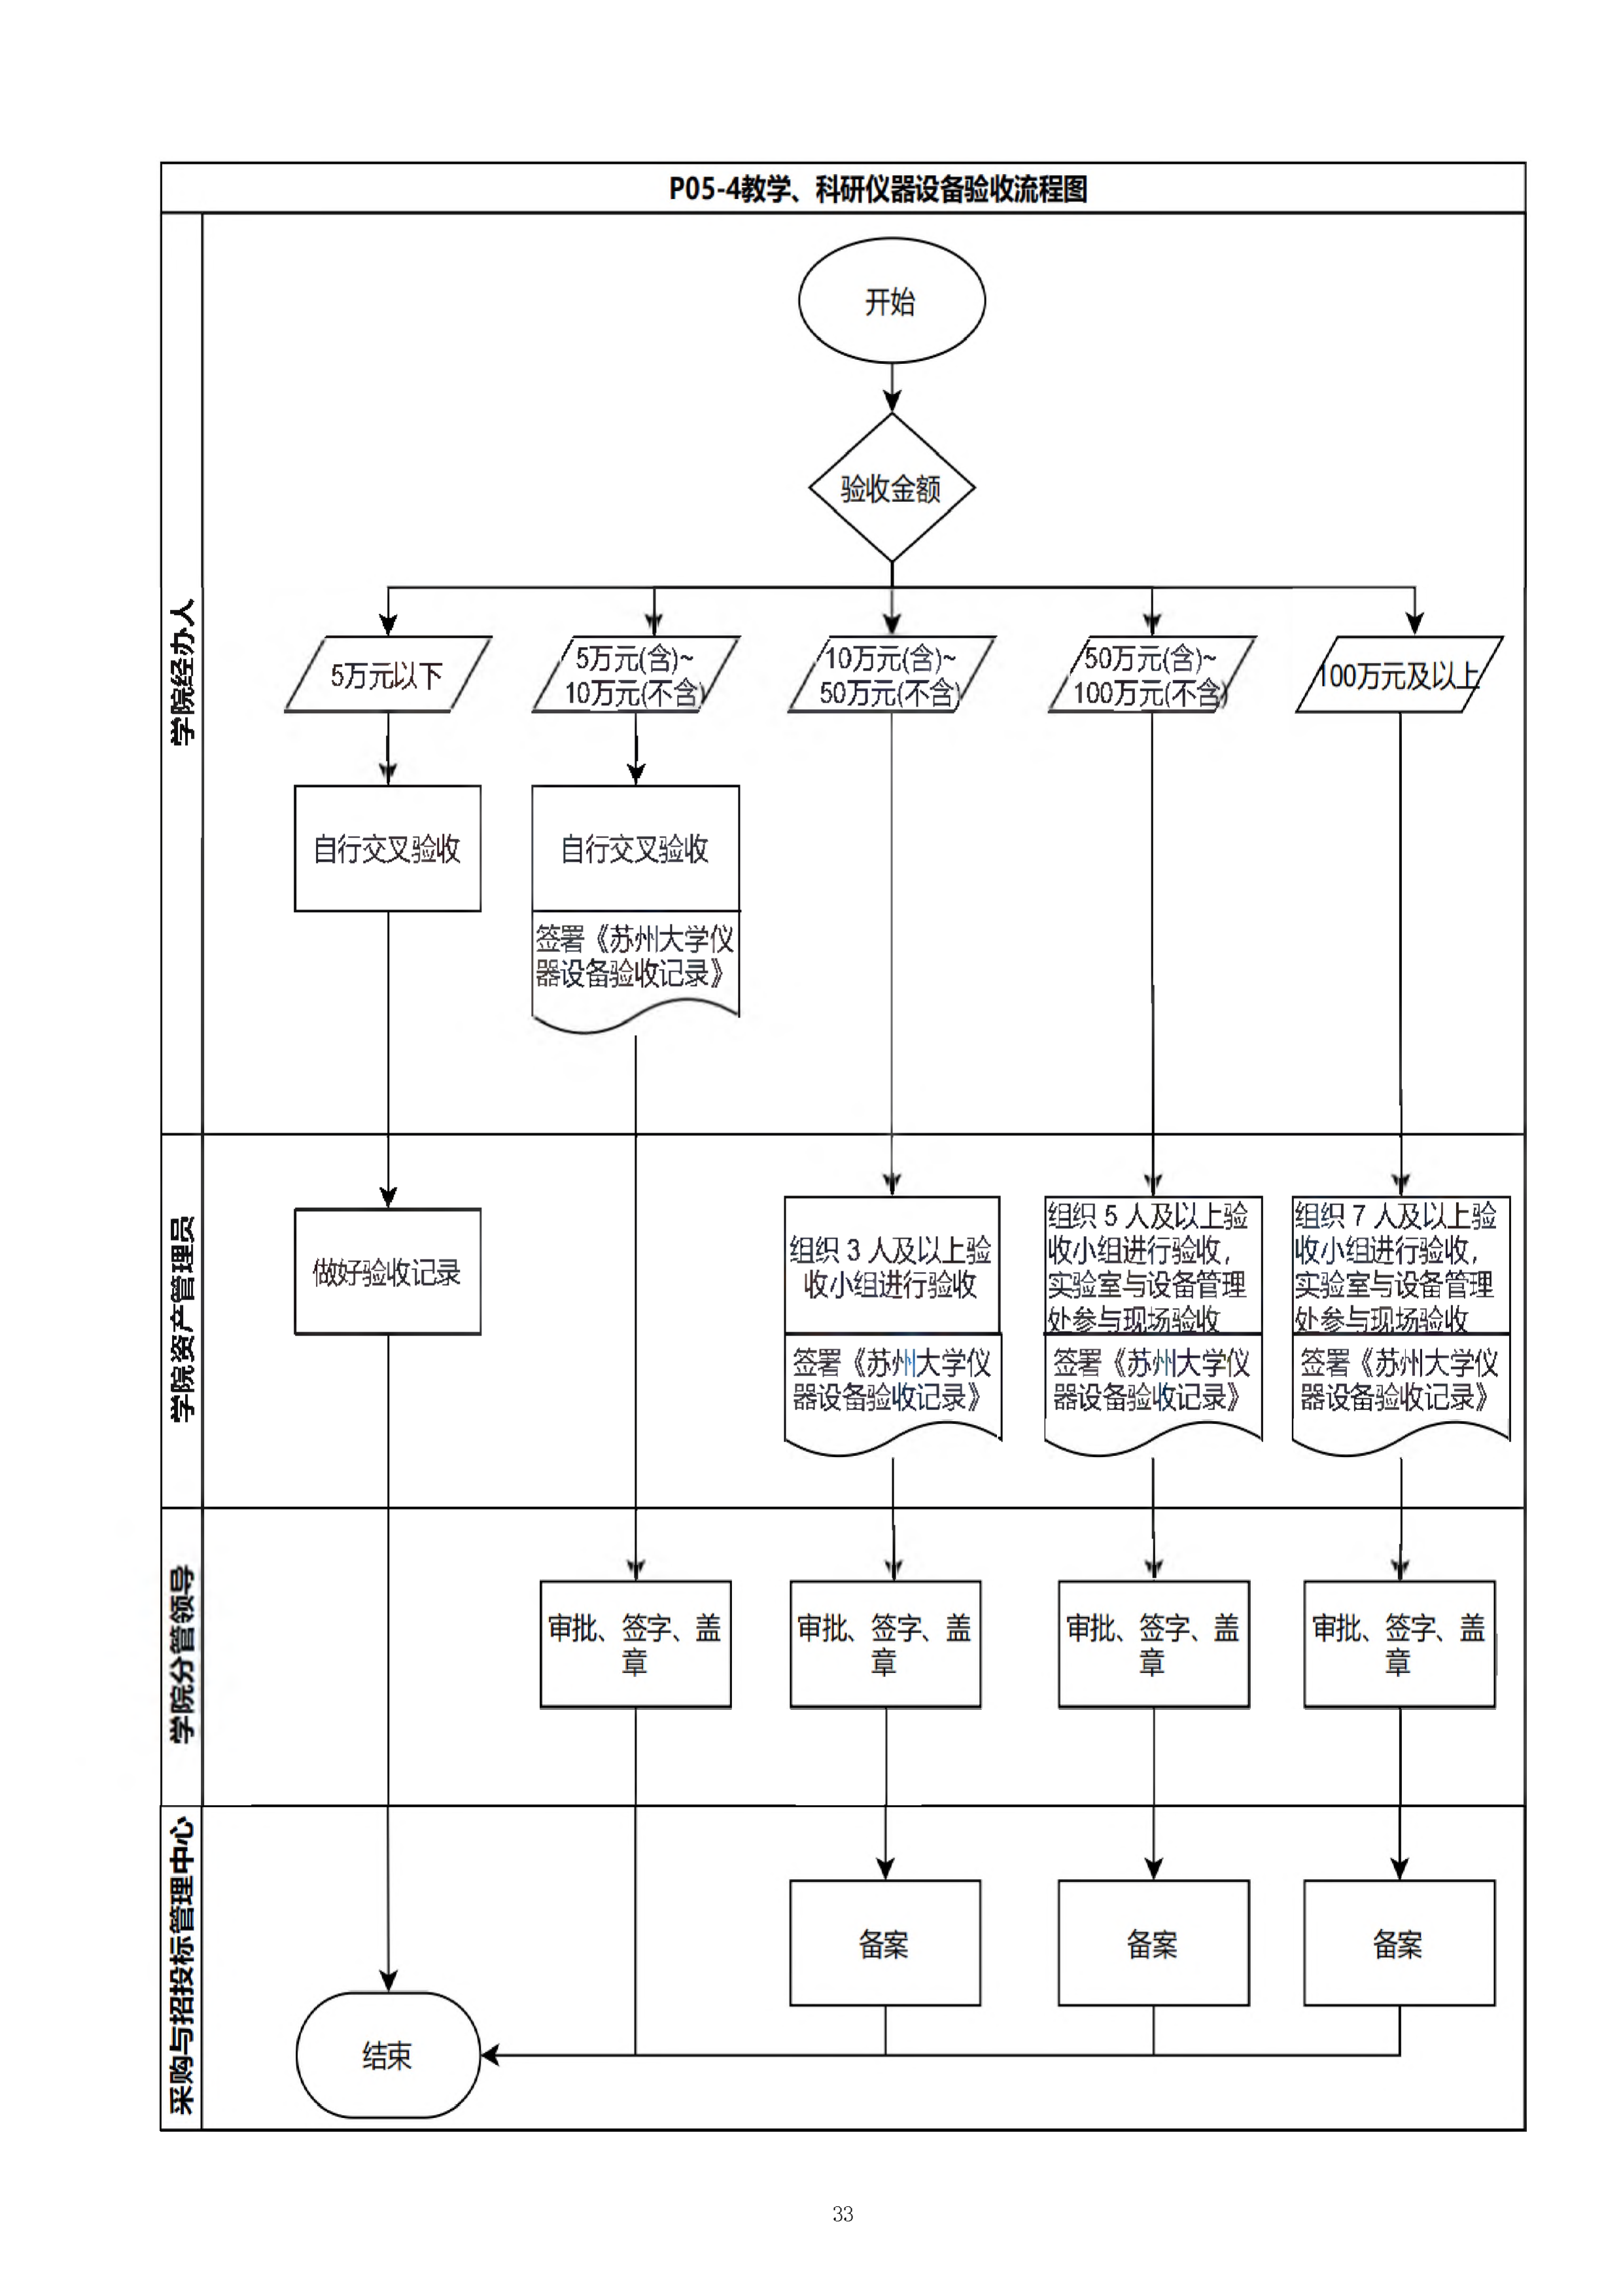 P05-4教学、科研仪器设备验收流程图
学院经办人
开始
验收金额
5万元以下
5万元(含)~
10万元(不含)
10万元(含)~
50万元(不含)
50万元(含)~
100万元(不含)
100万元及以上
自行交叉验收
自行交叉验收
签署《苏州大学仪
器设备验收记录》
学院资产管理员
做好验收记录
组织 3 人及以上验
收小组进行验收
签署《苏州大学仪
器设备验收记录》
组织 5 人及以上验
收小组进行验收，
实验室与设备管理
处参与现场验收
签署《苏州大学仪
器设备验收记录》
组织 7 人及以上验
收小组进行验收，
实验室与设备管理
处参与现场验收
签署《苏州大学仪
器设备验收记录》
学院分管领导
审批、签字、盖
章
审批、签字、盖
章
审批、签字、盖
章
审批、签字、盖
章
采购与招投标管理中心
备案
备案
备案
结束
33